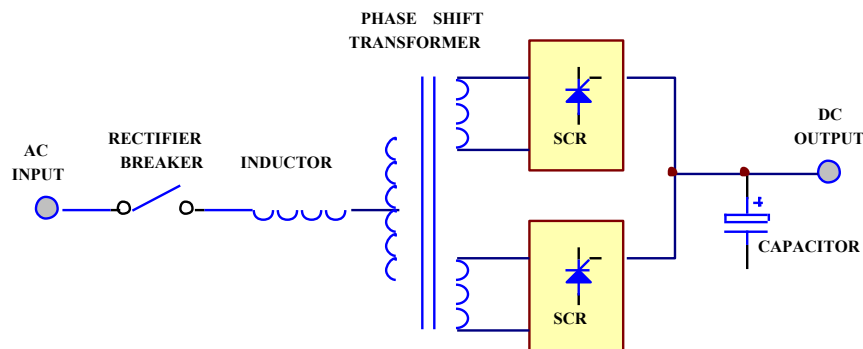 PHASE SHIFT
TRANSFORMER
AC
INPUT
RECTIFIER
BREAKER
INDUCTOR
SCR
DC
OUTPUT
+
CAPACITOR
SCR